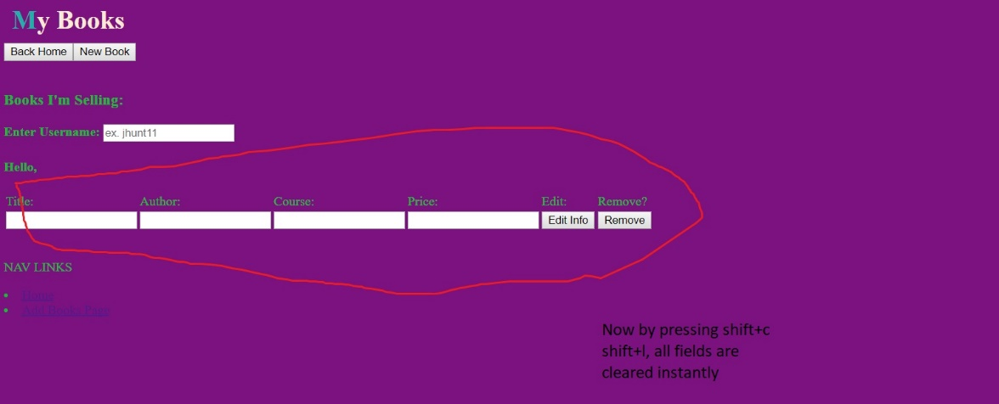 My Books
Back Home New Book
Books I'm Selling:
Enter Username: ex. jhunt11
Hello,
Title: Author: Course: Price: Edit: Remove?
Edit Info Remove
NAV LINKS
Home
Add Books Page
Now by pressing shift+c
shift+l, all fields are
cleared instantly